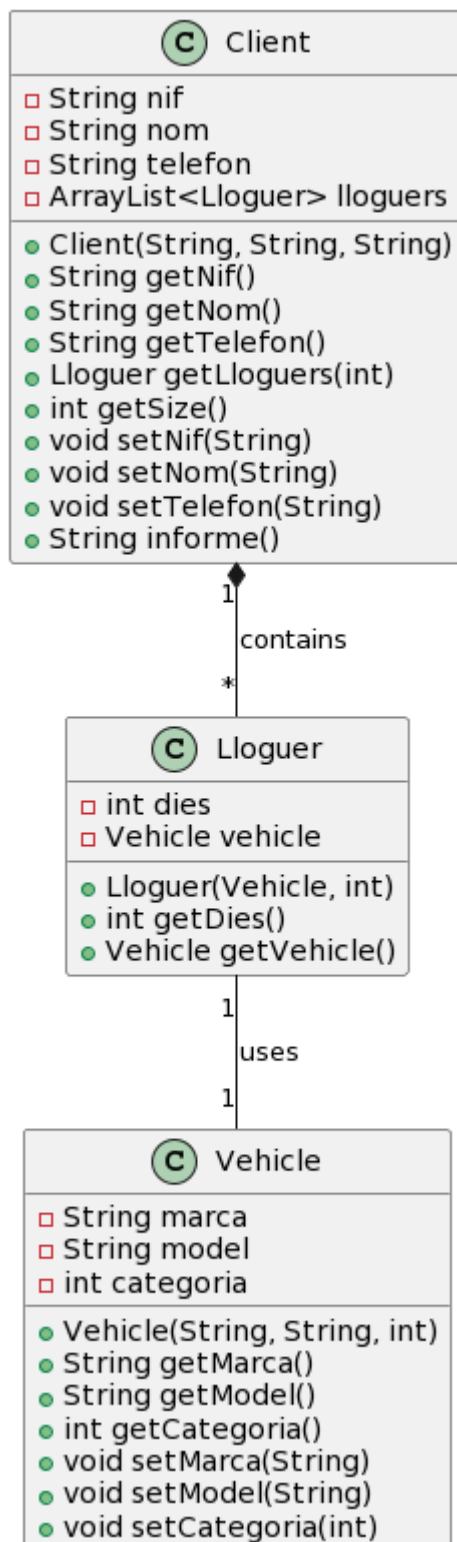 C Client
String nif
String nom
String telefon
ArrayList<Lloguer> lloguers
Client(String, String, String)
String getNif()
String getNom()
String getTelefon()
Lloguer getLloguers(int)
int getSize()
void setNif(String)
void setNom(String)
void setTelefon(String)
String informe()
1
contains
*
C Lloguer
int dies
Vehicle vehicle
Lloguer(Vehicle, int)
int getDies()
Vehicle getVehicle()
1
uses
1
C Vehicle
String marca
String model
int categoria
Vehicle(String, String, int)
String getMarca()
String getModel()
int getCategoria()
void setMarca(String)
void setModel(String)
void setCategoria(int)